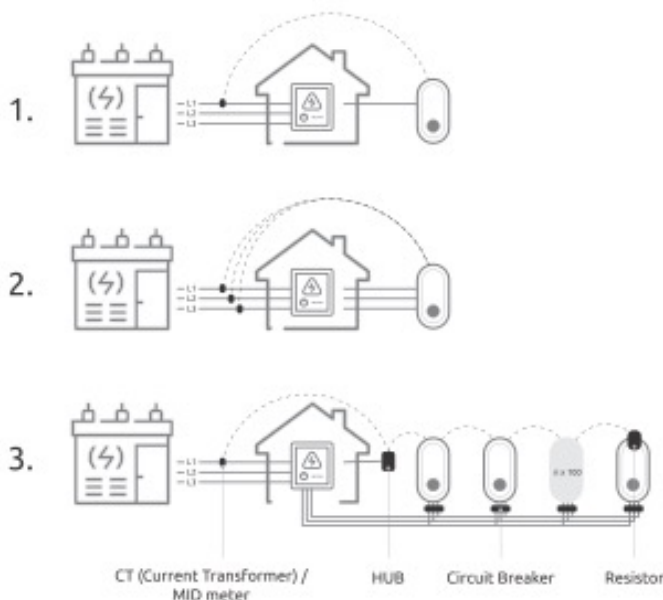 1.
L1
L2
L3
2.
L1
L2
L3
3.
L1
L2
L3
n x 100
CT (Current Transformer) /
MID meter
HUB
Circuit Breaker
Resistor